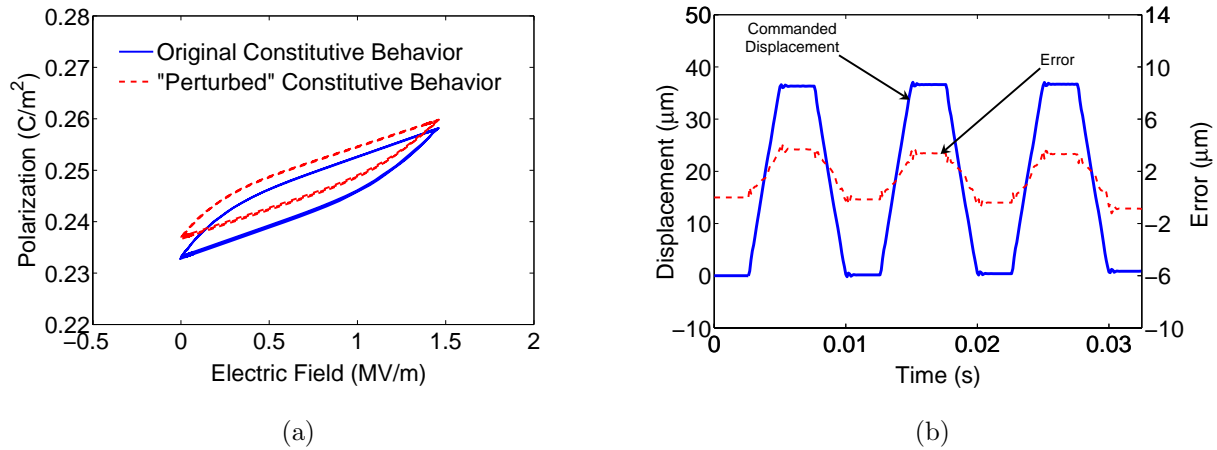 0.28
0.27
0.26
0.25
0.24
0.23
0.22
Polarization (C/m²)
Original Constitutive Behavior
"Perturbed" Constitutive Behavior
−0.5
0
0.5
1
1.5
2
Electric Field (MV/m)
(a)
50
40
30
20
10
0
−10
Displacement (μm)
Commanded
Displacement
Error
14
10
6
2
−2
−6
−10
Error (μm)
0
0.01
0.02
0.03
Time (s)
(b)